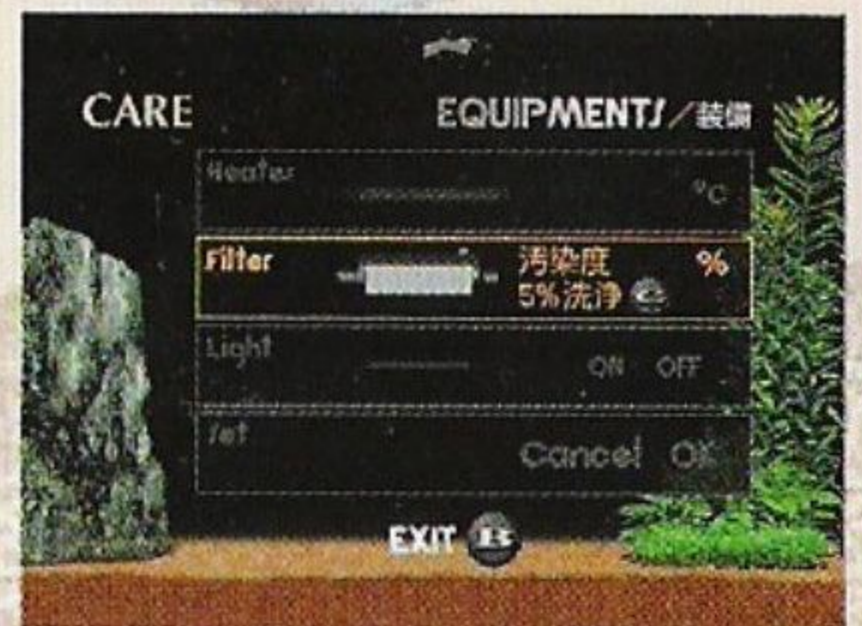 CARE
EQUIPMENTS/装備
Heater
°C
Filter
汚染度 %
5%洗浄
Light
ON OFF
Set
Cancel OK
EXIT B